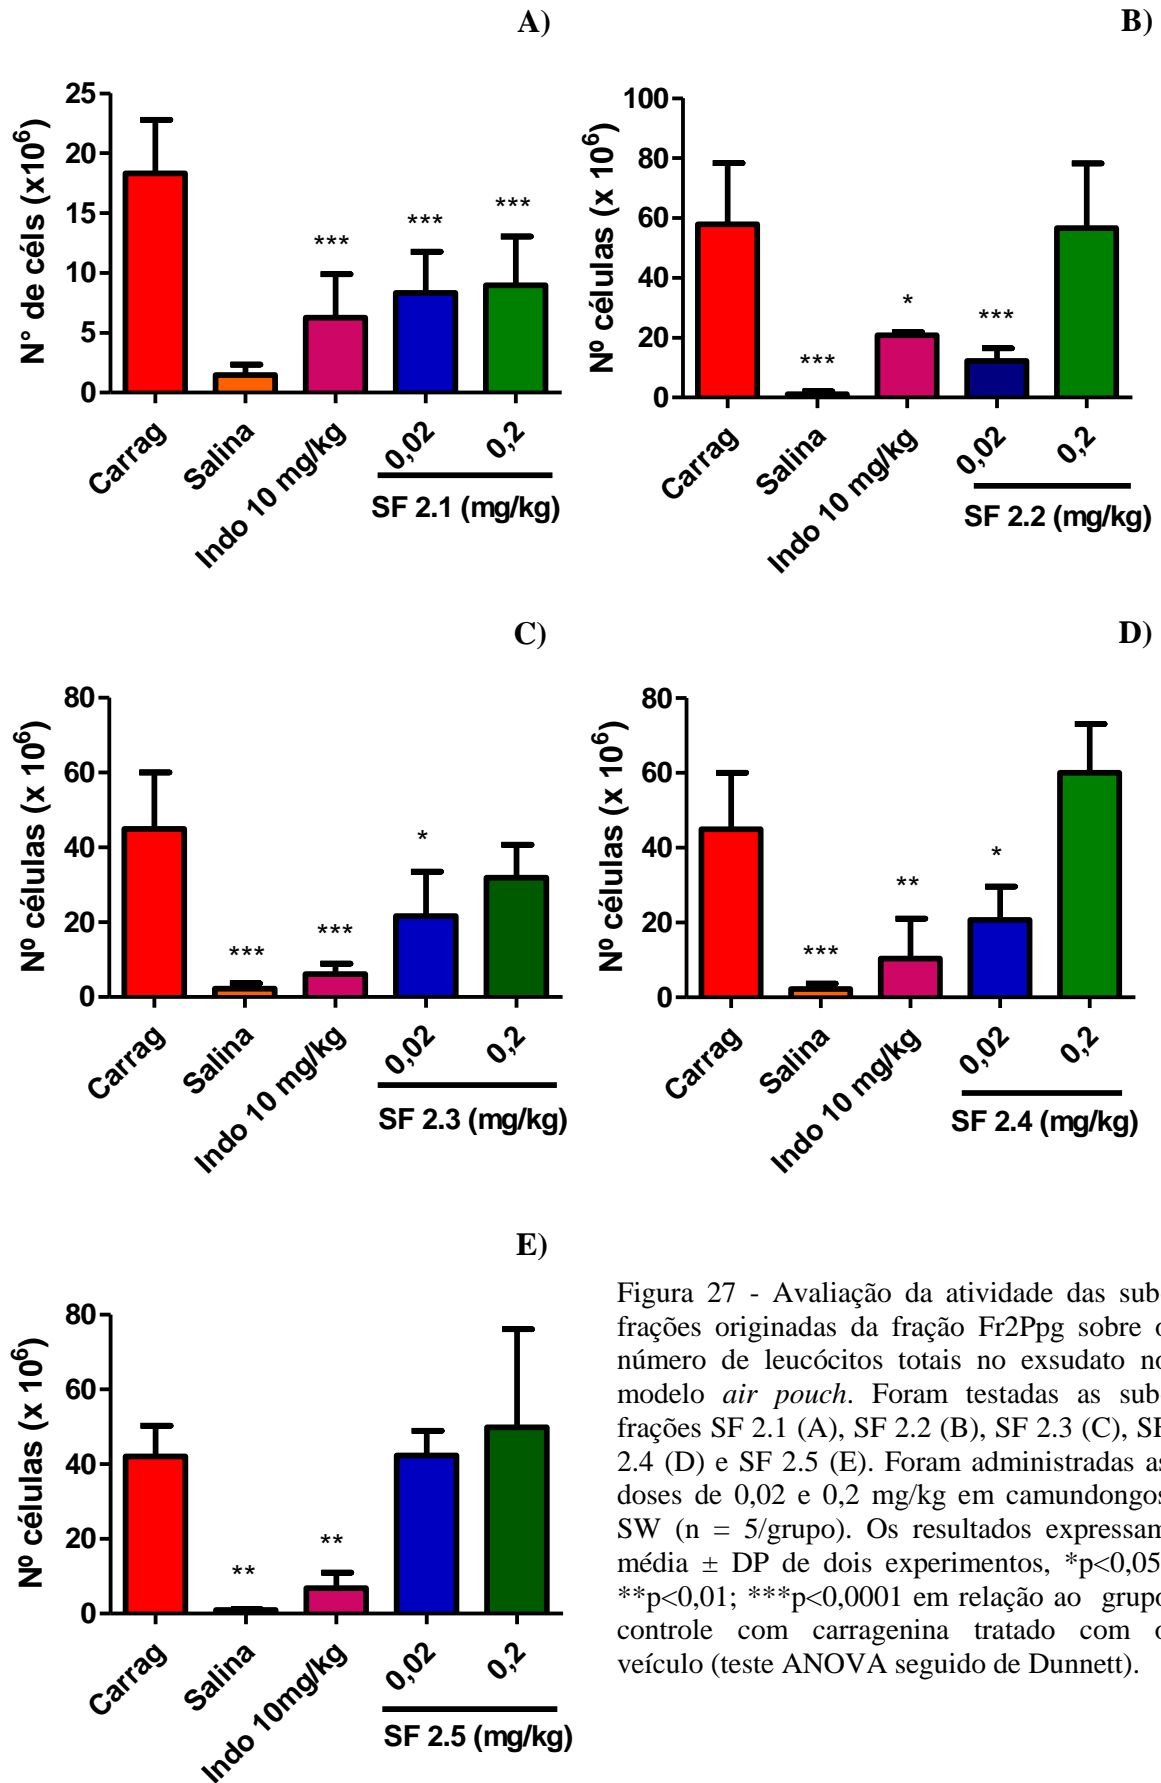 A)
N° de céls (x10⁶)
25
20
15
10
5
0
***
***
***
Carrag
Salina
Indo 10 mg/kg
0,02
0,2
SF 2.1 (mg/kg)
B)
Nº células (x 10⁶)
100
80
60
40
20
0
***
*
***
Carrag
Salina
Indo 10 mg/kg
0,02
0,2
SF 2.2 (mg/kg)
C)
Nº células (x 10⁶)
80
60
40
20
0
***
***
*
Carrag
Salina
Indo 10 mg/kg
0,02
0,2
SF 2.3 (mg/kg)
D)
Nº células (x 10⁶)
80
60
40
20
0
***
**
*
Carrag
Salina
Indo 10 mg/kg
0,02
0,2
SF 2.4 (mg/kg)
E)
Nº células (x 10⁶)
80
60
40
20
0
**
**
Carrag
Salina
Indo 10mg/kg
0,02
0,2
SF 2.5 (mg/kg)
Figura 27 - Avaliação da atividade das sub
frações originadas da fração Fr2Ppg sobre o
número de leucócitos totais no exsudato no
modelo air pouch. Foram testadas as sub
frações SF 2.1 (A), SF 2.2 (B), SF 2.3 (C), SF
2.4 (D) e SF 2.5 (E). Foram administradas as
doses de 0,02 e 0,2 mg/kg em camundongos
SW (n = 5/grupo). Os resultados expressam
média ± DP de dois experimentos, *p<0,05
**p<0,01; ***p<0,0001 em relação ao grupo
controle com carragenina tratado com o
veículo (teste ANOVA seguido de Dunnett).